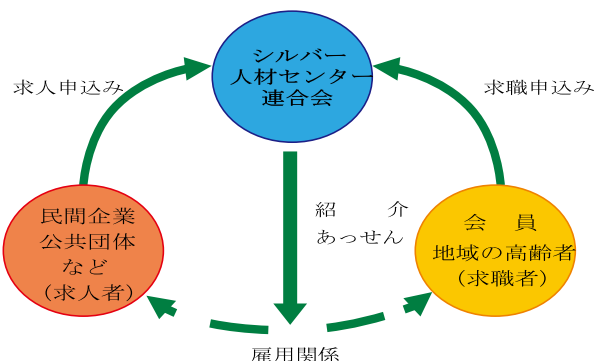 シルバー
人材センター
連合会
求人申込み
求職申込み
民間企業
公共団体
など
（求人者）
紹　　介
あっせん
会　員
地域の高齢者
（求職者）
雇用関係